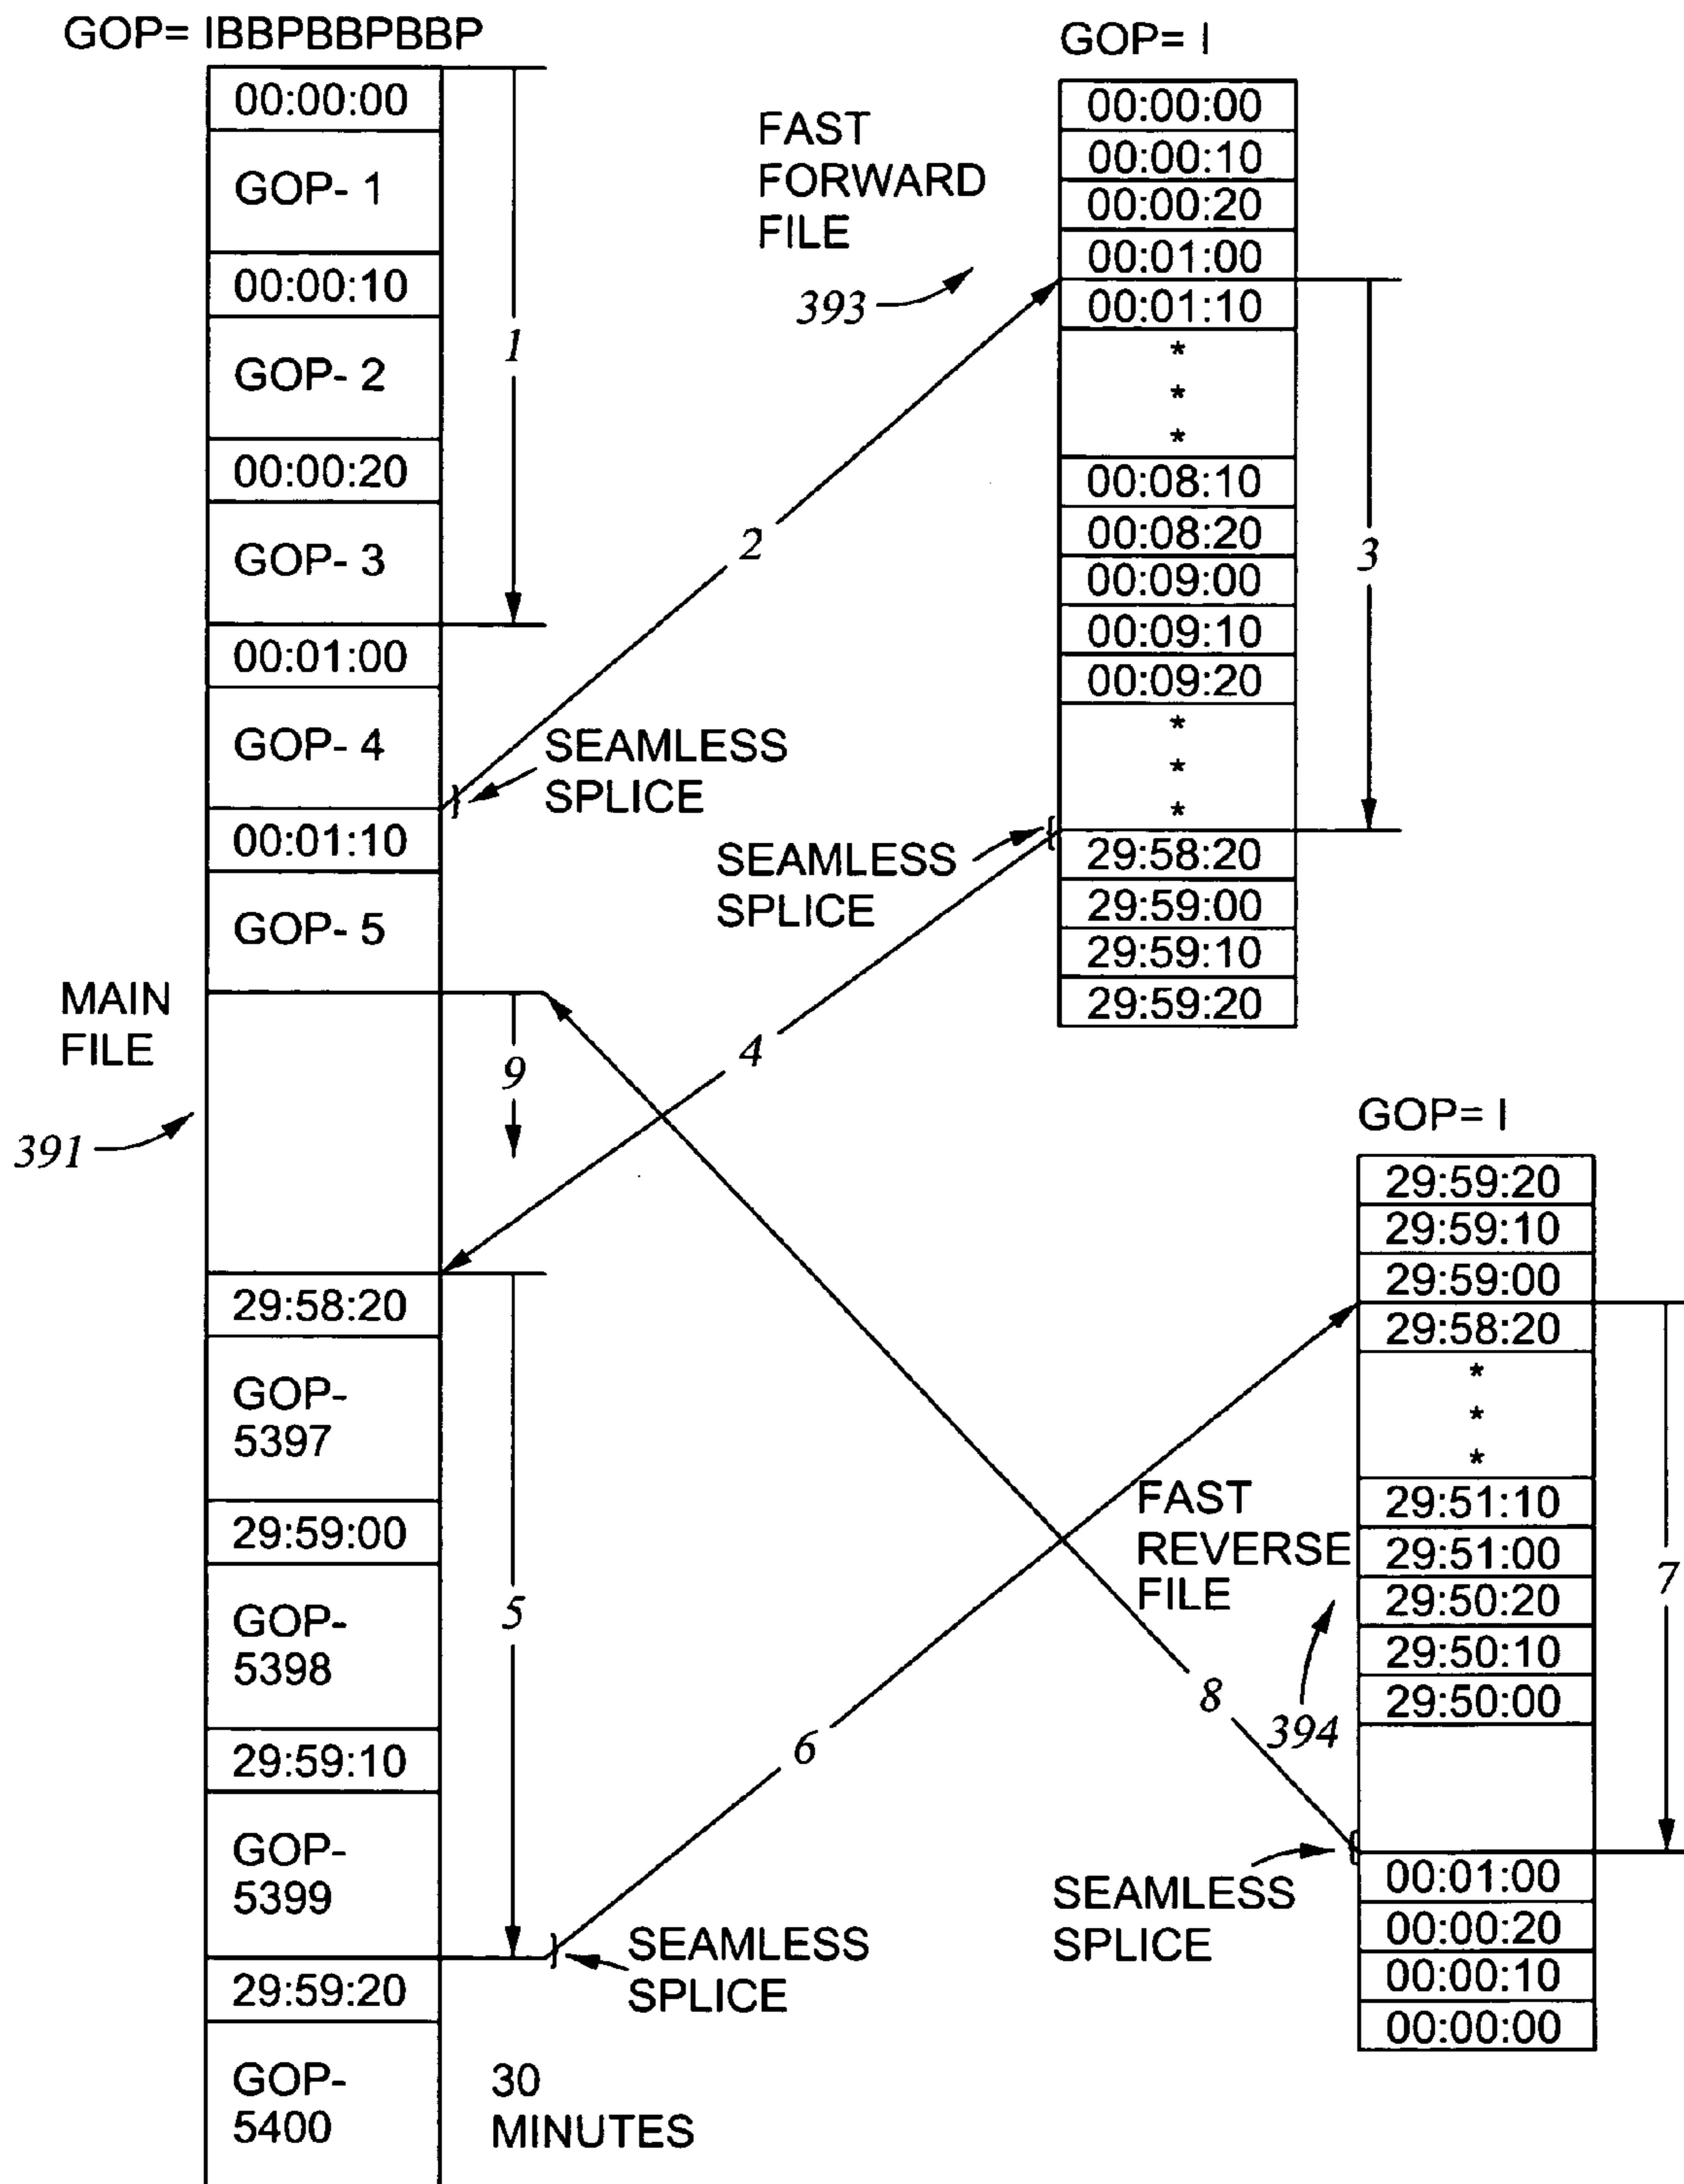 GOP= IBBPBBPBBP
00:00:00
GOP- 1
00:00:10
GOP- 2
00:00:20
GOP- 3
00:01:00
GOP- 4
00:01:10
GOP- 5
29:58:20
GOP-
5397
29:59:00
GOP-
5398
29:59:10
GOP-
5399
29:59:20
GOP-
5400
MAIN
FILE
391
1
2
SEAMLESS
SPLICE
9
4
5
6
SEAMLESS
SPLICE
30
MINUTES
GOP= I
FAST
FORWARD
FILE
393
00:00:00
00:00:10
00:00:20
00:01:00
00:01:10
*
*
*
00:08:10
00:08:20
00:09:00
00:09:10
00:09:20
*
*
*
29:58:20
29:59:00
29:59:10
29:59:20
3
SEAMLESS
SPLICE
GOP= I
29:59:20
29:59:10
29:59:00
29:58:20
*
*
*
29:51:10
29:51:00
29:50:20
29:50:10
29:50:00
00:01:00
00:00:20
00:00:10
00:00:00
FAST
REVERSE
FILE
394
7
8
SEAMLESS
SPLICE